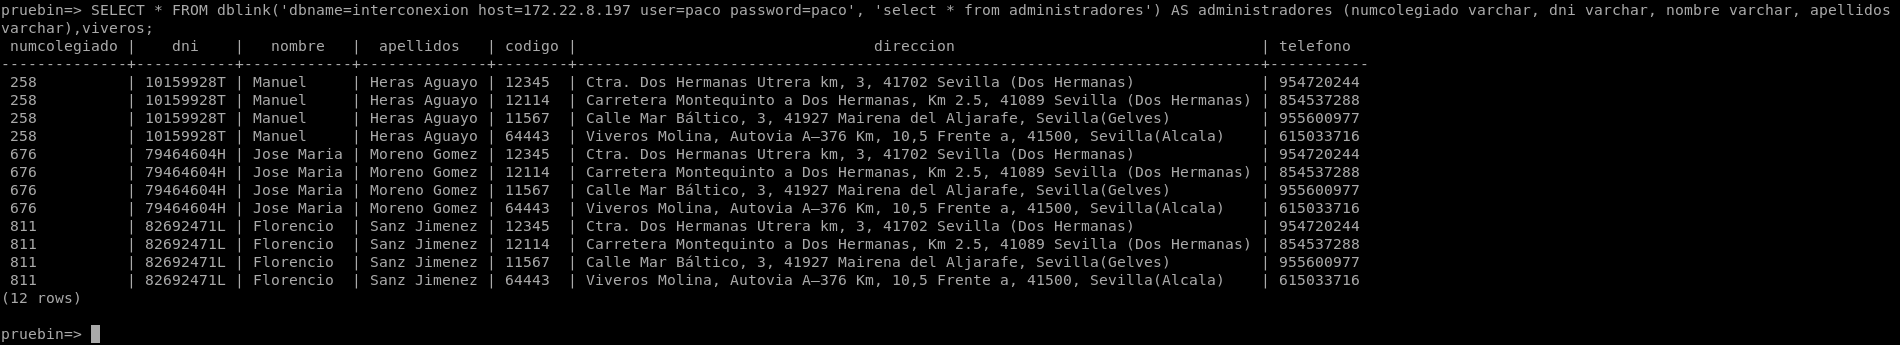 pruebin=> SELECT * FROM dblink('dbname=interconexion host=172.22.8.197 user=paco password=paco', 'select * from administradores') AS administradores (numcolegiado varchar, dni varchar, nombre varchar, apellidos
varchar),viveros;
 numcolegiado |    dni    |   nombre   |  apellidos   | codigo |                                 direccion                                  | telefono
--------------+-----------+------------+--------------+--------+----------------------------------------------------------------------------+-----------
 258          | 10159928T | Manuel     | Heras Aguayo | 12345  | Ctra. Dos Hermanas Utrera km, 3, 41702 Sevilla (Dos Hermanas)              | 954720244
 258          | 10159928T | Manuel     | Heras Aguayo | 12114  | Carretera Montequinto a Dos Hermanas, Km 2.5, 41089 Sevilla (Dos Hermanas) | 854537288
 258          | 10159928T | Manuel     | Heras Aguayo | 11567  | Calle Mar Báltico, 3, 41927 Mairena del Aljarafe, Sevilla(Gelves)          | 955600977
 258          | 10159928T | Manuel     | Heras Aguayo | 64443  | Viveros Molina, Autovia A–376 Km, 10,5 Frente a, 41500, Sevilla(Alcala)    | 615033716
 676          | 79464604H | Jose Maria | Moreno Gomez | 12345  | Ctra. Dos Hermanas Utrera km, 3, 41702 Sevilla (Dos Hermanas)              | 954720244
 676          | 79464604H | Jose Maria | Moreno Gomez | 12114  | Carretera Montequinto a Dos Hermanas, Km 2.5, 41089 Sevilla (Dos Hermanas) | 854537288
 676          | 79464604H | Jose Maria | Moreno Gomez | 11567  | Calle Mar Báltico, 3, 41927 Mairena del Aljarafe, Sevilla(Gelves)          | 955600977
 676          | 79464604H | Jose Maria | Moreno Gomez | 64443  | Viveros Molina, Autovia A–376 Km, 10,5 Frente a, 41500, Sevilla(Alcala)    | 615033716
 811          | 82692471L | Florencio  | Sanz Jimenez | 12345  | Ctra. Dos Hermanas Utrera km, 3, 41702 Sevilla (Dos Hermanas)              | 954720244
 811          | 82692471L | Florencio  | Sanz Jimenez | 12114  | Carretera Montequinto a Dos Hermanas, Km 2.5, 41089 Sevilla (Dos Hermanas) | 854537288
 811          | 82692471L | Florencio  | Sanz Jimenez | 11567  | Calle Mar Báltico, 3, 41927 Mairena del Aljarafe, Sevilla(Gelves)          | 955600977
 811          | 82692471L | Florencio  | Sanz Jimenez | 64443  | Viveros Molina, Autovia A–376 Km, 10,5 Frente a, 41500, Sevilla(Alcala)    | 615033716
(12 rows)
pruebin=>